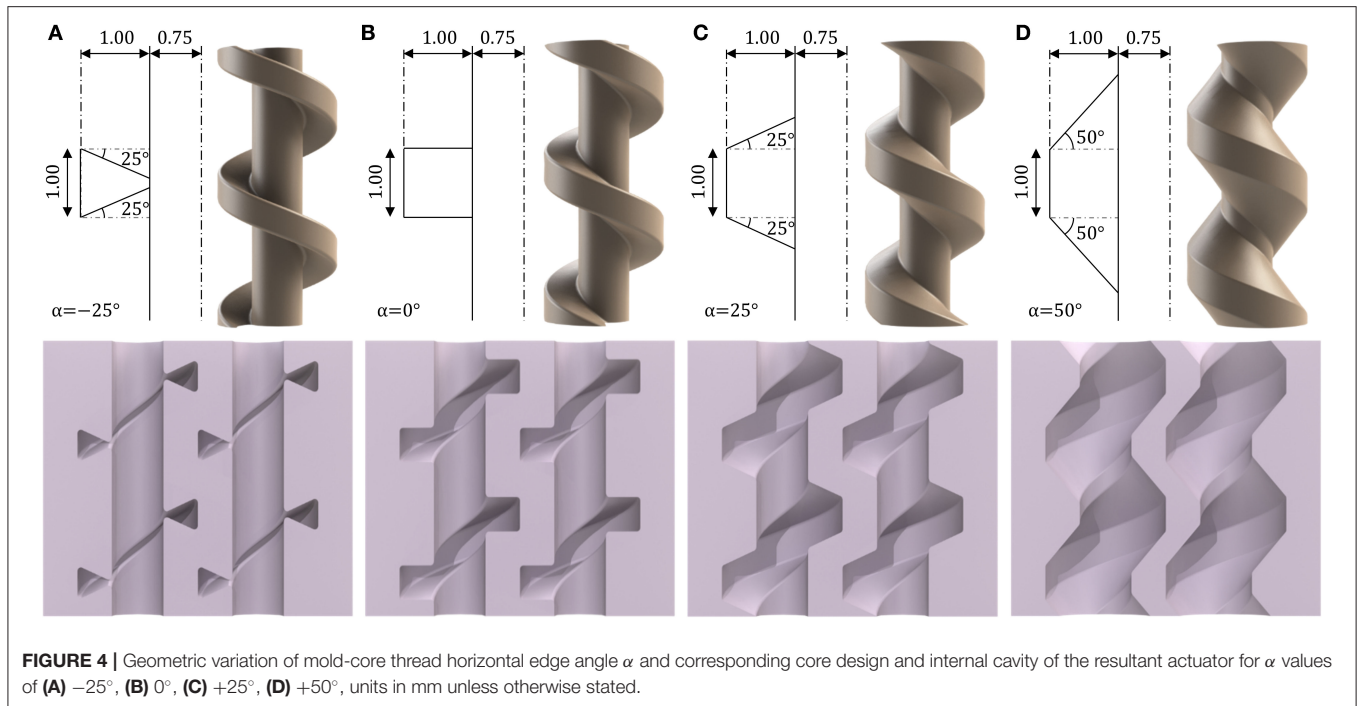 A
1.00
0.75
1.00
25°
25°
α=−25°
B
1.00
0.75
1.00
α=0°
C
1.00
0.75
1.00
25°
25°
α=25°
D
1.00
0.75
1.00
50°
50°
α=50°
FIGURE 4 | Geometric variation of mold-core thread horizontal edge angle α and corresponding core design and internal cavity of the resultant actuator for α values
of (A) −25°, (B) 0°, (C) +25°, (D) +50°, units in mm unless otherwise stated.